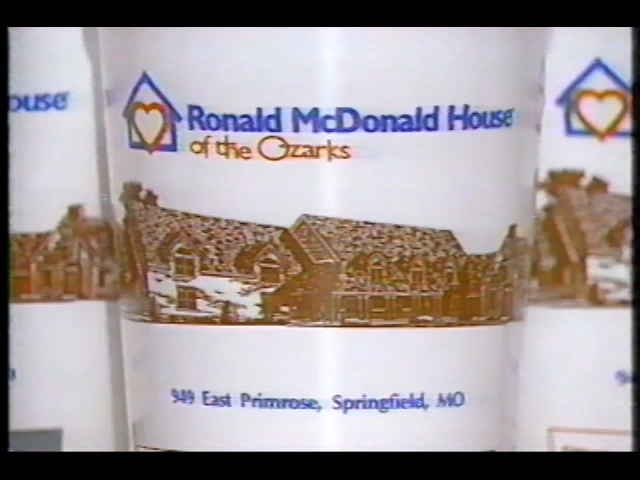 ouse
Ronald McDonald House
of the Ozarks
949 East Primrose, Springfield, MO